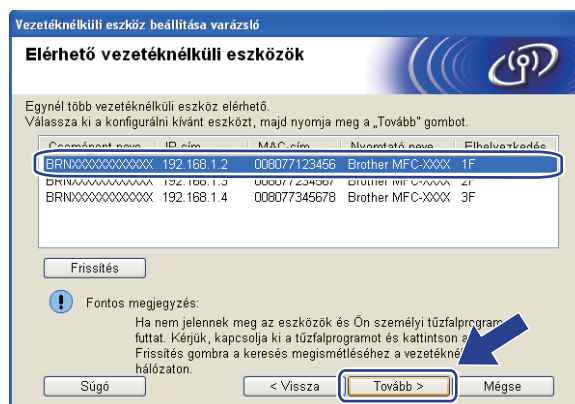 Vezetéknélküli eszköz beállítása varázsló
Elérhető vezetéknélküli eszközök
Egynél több vezetéknélküli eszköz elérhető.
Válassza ki a konfigurálni kívánt eszközt, majd nyomja meg a „Tovább” gombot.
Csomópont neve IP-cím MAC-cím Nyomtató neve Elhelyezkedés
BRNXXXXXXXXXXXX 192.168.1.2 008077123456 Brother MFC-XXXX 1F
BRNXXXXXXXXXXXX 192.168.1.3 008077234567 Brother MFC-XXXX 2F
BRNXXXXXXXXXXXX 192.168.1.4 008077345678 Brother MFC-XXXX 3F
Frissítés
Fontos megjegyzés:
Ha nem jelennek meg az eszközök és Ön személyi tűzfalprogram
futtat. Kérjük, kapcsolja ki a tűzfalprogramot és kattintson a
Frissítés gombra a keresés megismétléséhez a
hálózaton.
Súgó < Vissza Tovább > Mégse